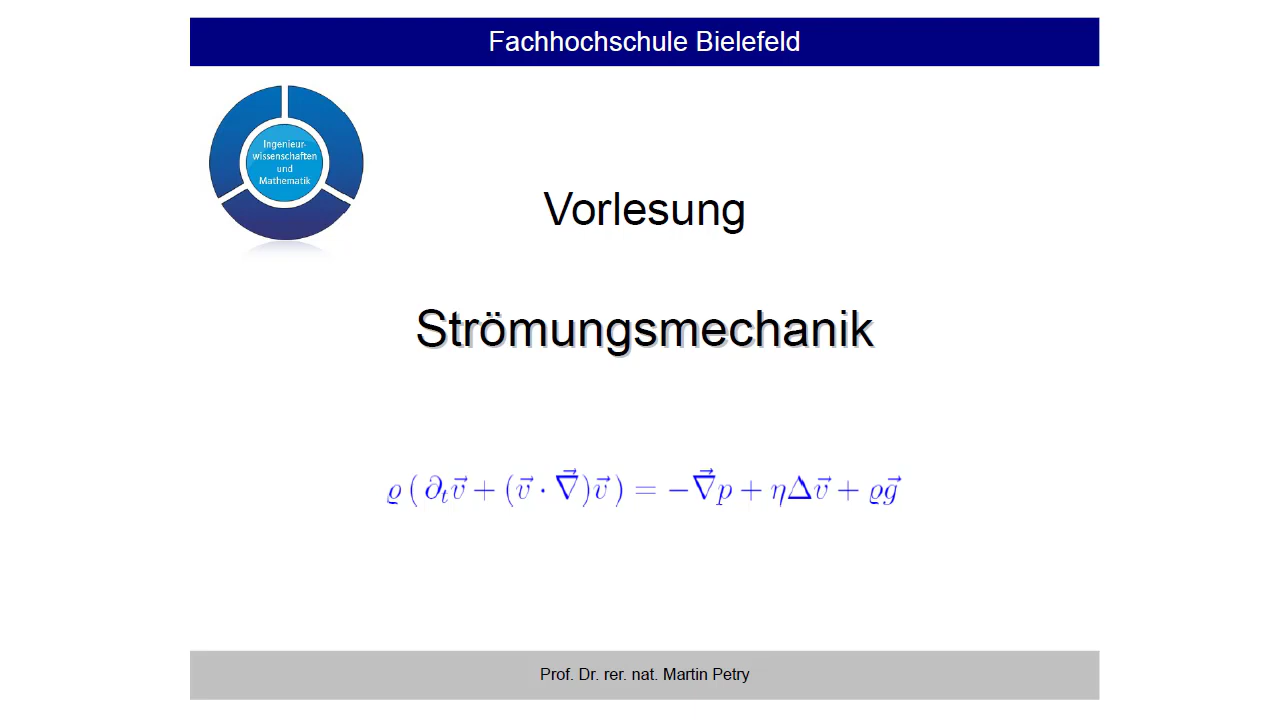 Fachhochschule Bielefeld
Ingenieur-
wissenschaften
und
Mathematik
Vorlesung
Strömungsmechanik
ϱ ( ∂ₜv⃗ + (v⃗ · ∇⃗)v⃗ ) = −∇⃗p + ηΔv⃗ + ϱg⃗
Prof. Dr. rer. nat. Martin Petry